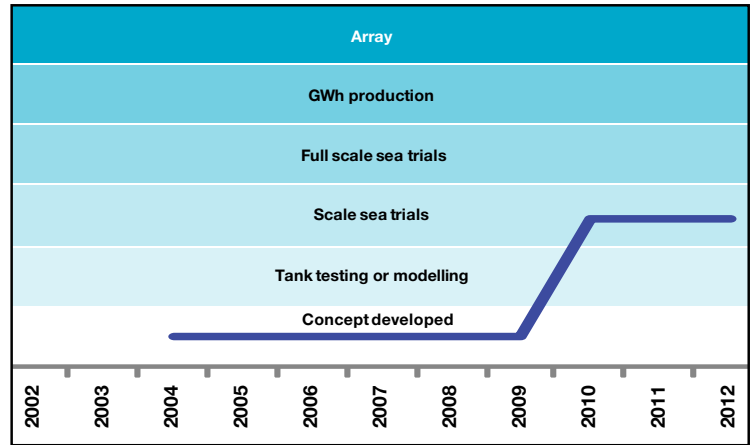 Array
GWh production
Full scale sea trials
Scale sea trials
Tank testing or modelling
Concept developed
2002 2003 2004 2005 2006 2007 2008 2009 2010 2011 2012